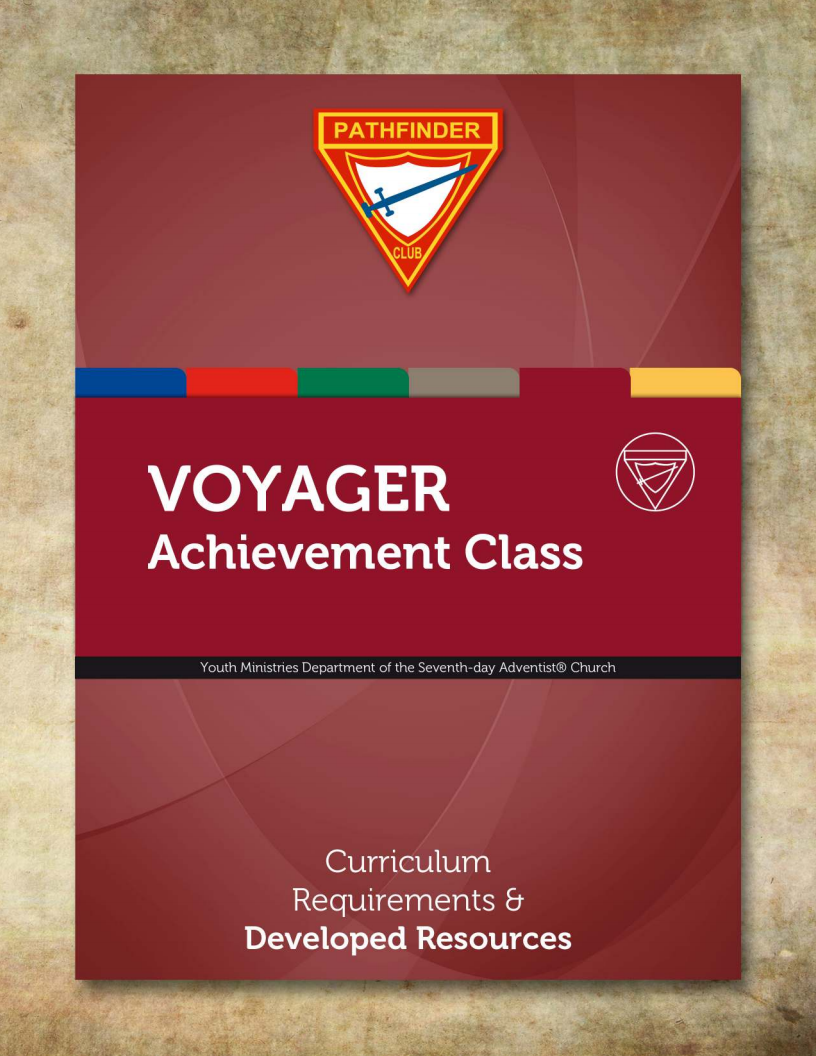 PATHFINDER
CLUB
VOYAGER
Achievement Class
Youth Ministries Department of the Seventh-day Adventist® Church
Curriculum
Requirements &
Developed Resources